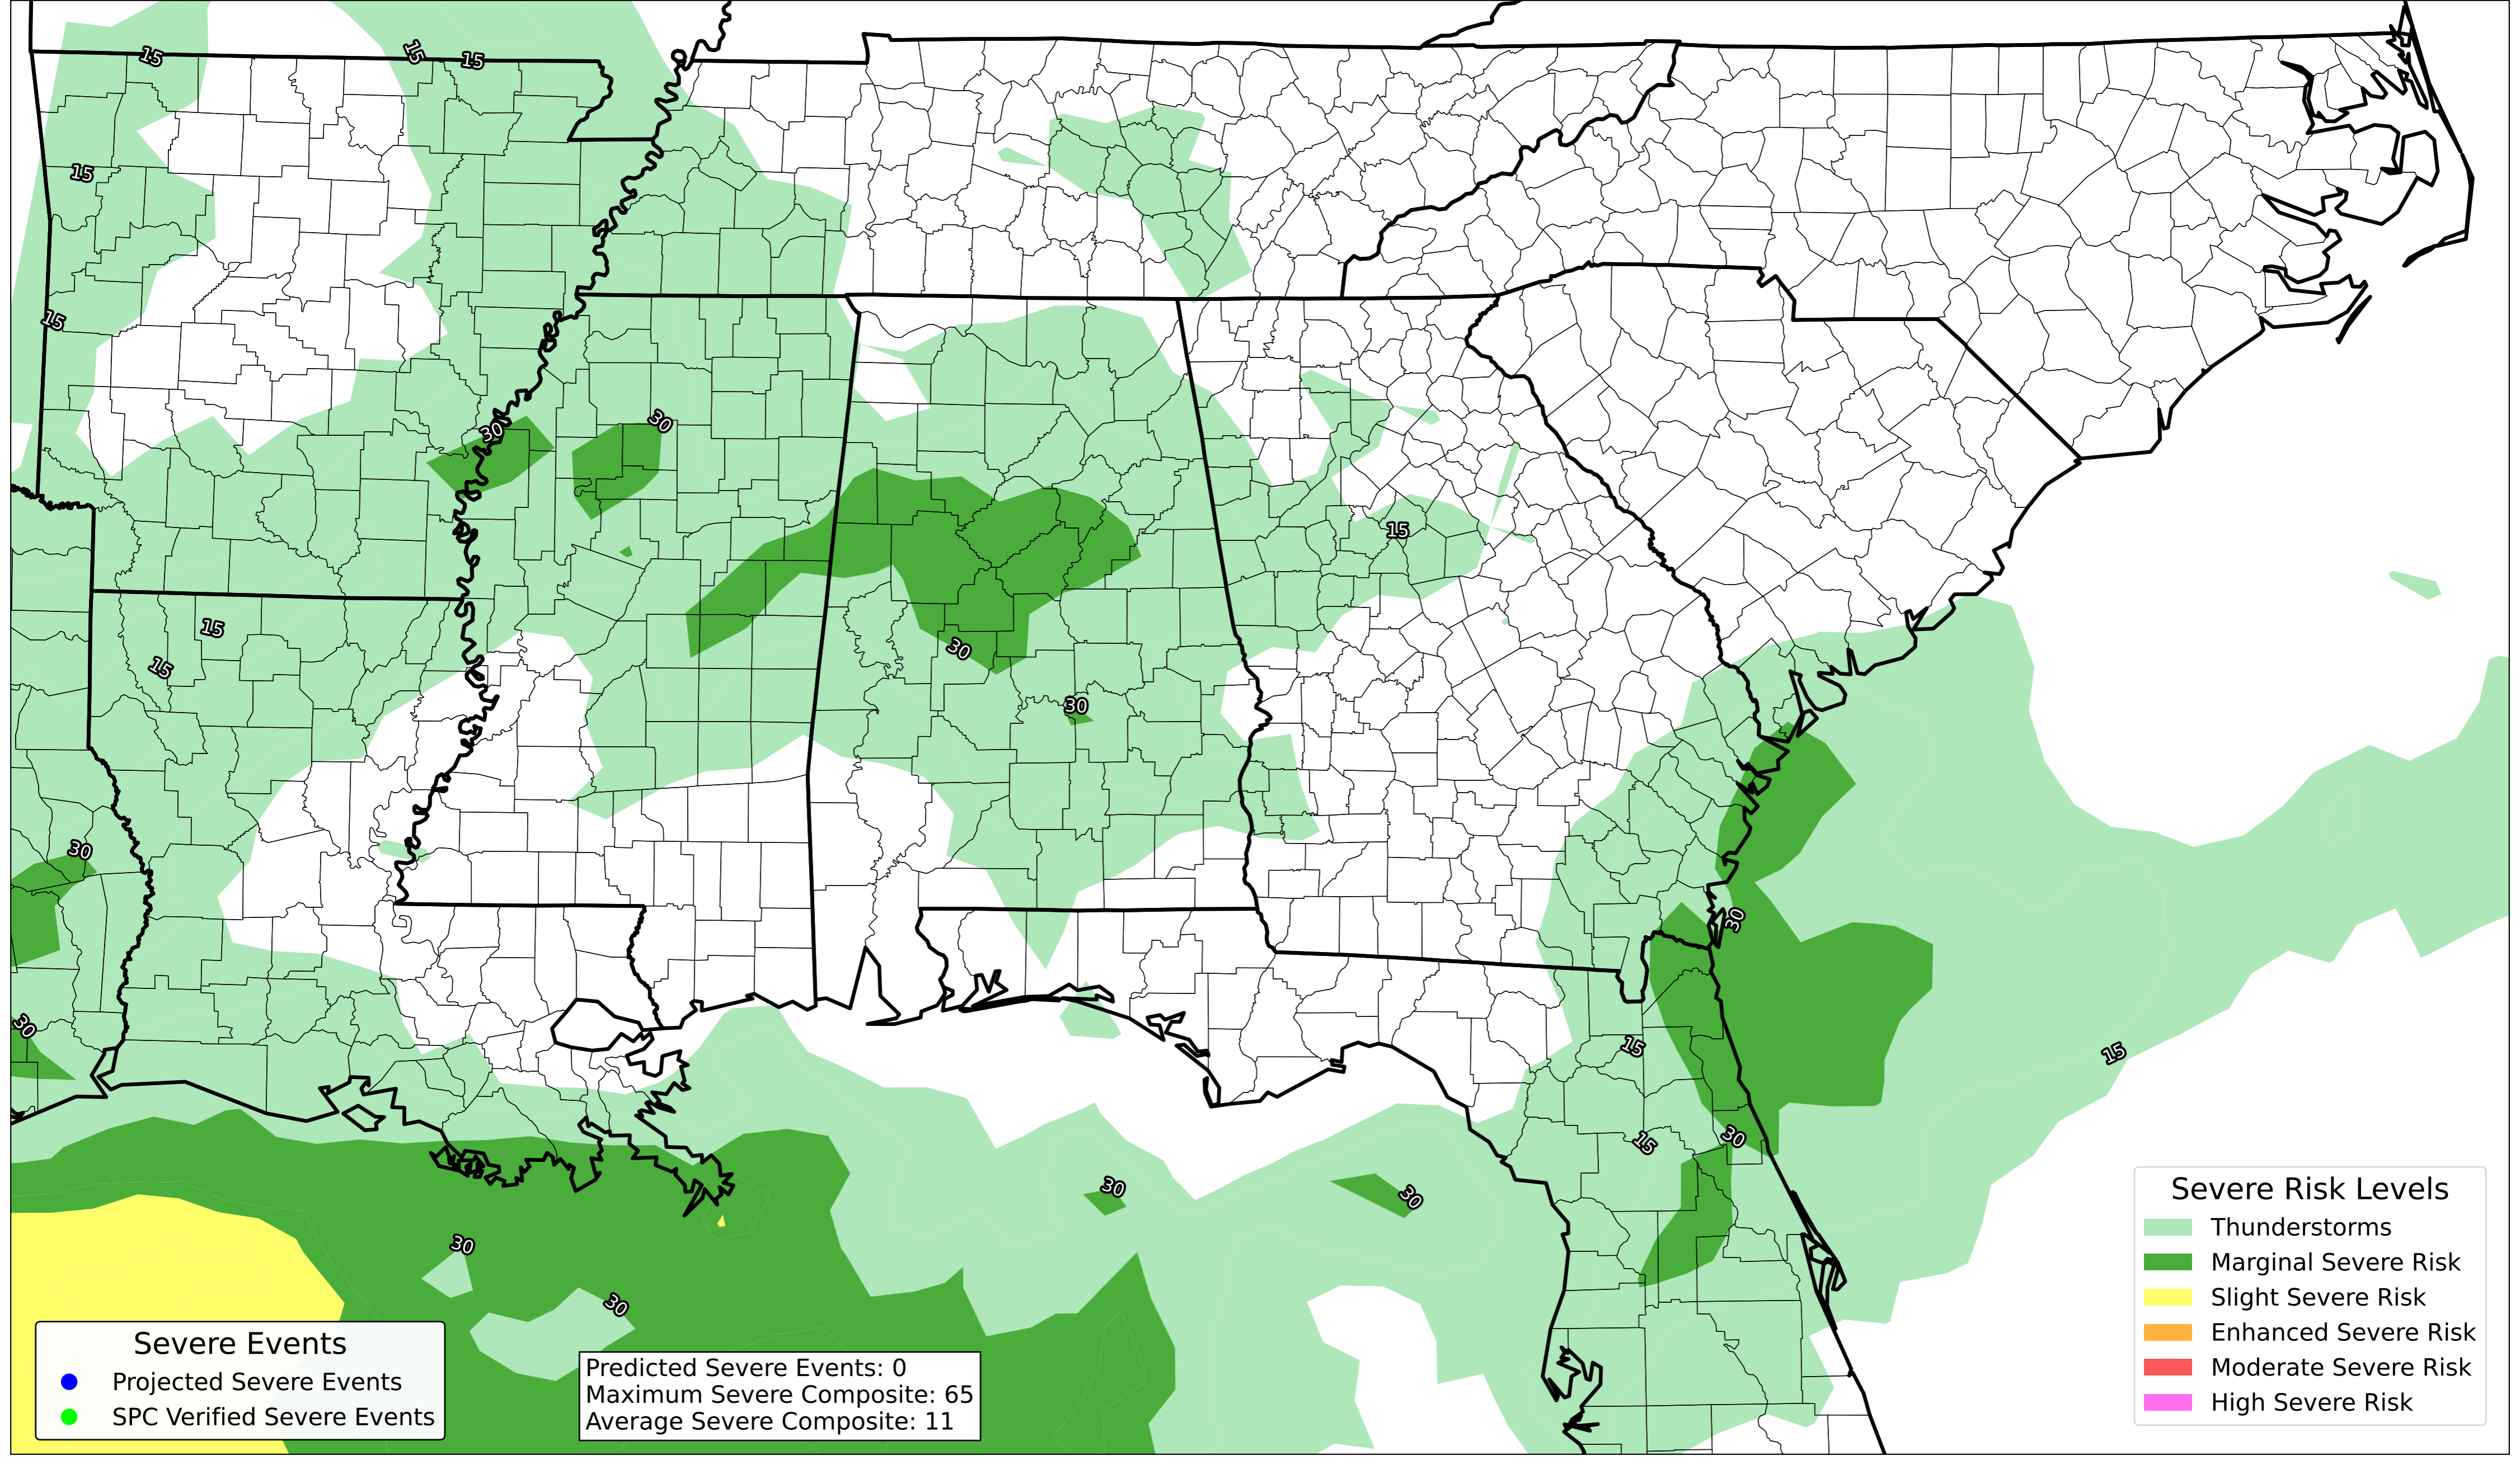 15
15
15
15
15
30
30
15
15
15
30
30
30
30
30
15
15
30
15
30
30
30
30
Severe Risk Levels
Thunderstorms
Marginal Severe Risk
Slight Severe Risk
Enhanced Severe Risk
Moderate Severe Risk
High Severe Risk
Severe Events
Projected Severe Events
SPC Verified Severe Events
Predicted Severe Events: 0
Maximum Severe Composite: 65
Average Severe Composite: 11